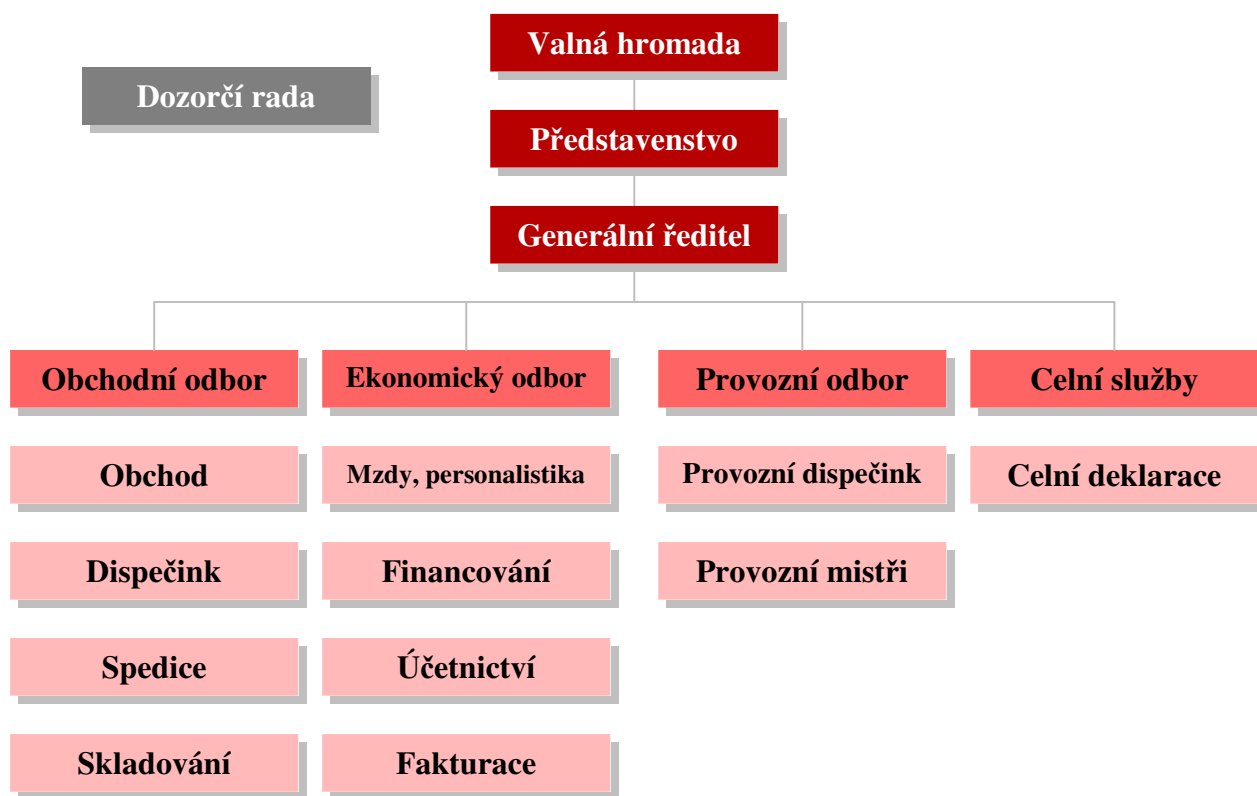 Valná hromada
Dozorčí rada
Představenstvo
Generální ředitel
Obchodní odbor
Ekonomický odbor
Provozní odbor
Celní služby
Obchod
Mzdy, personalistika
Provozní dispečink
Celní deklarace
Dispečink
Financování
Provozní mistři
Spedice
Účetnictví
Skladování
Fakturace